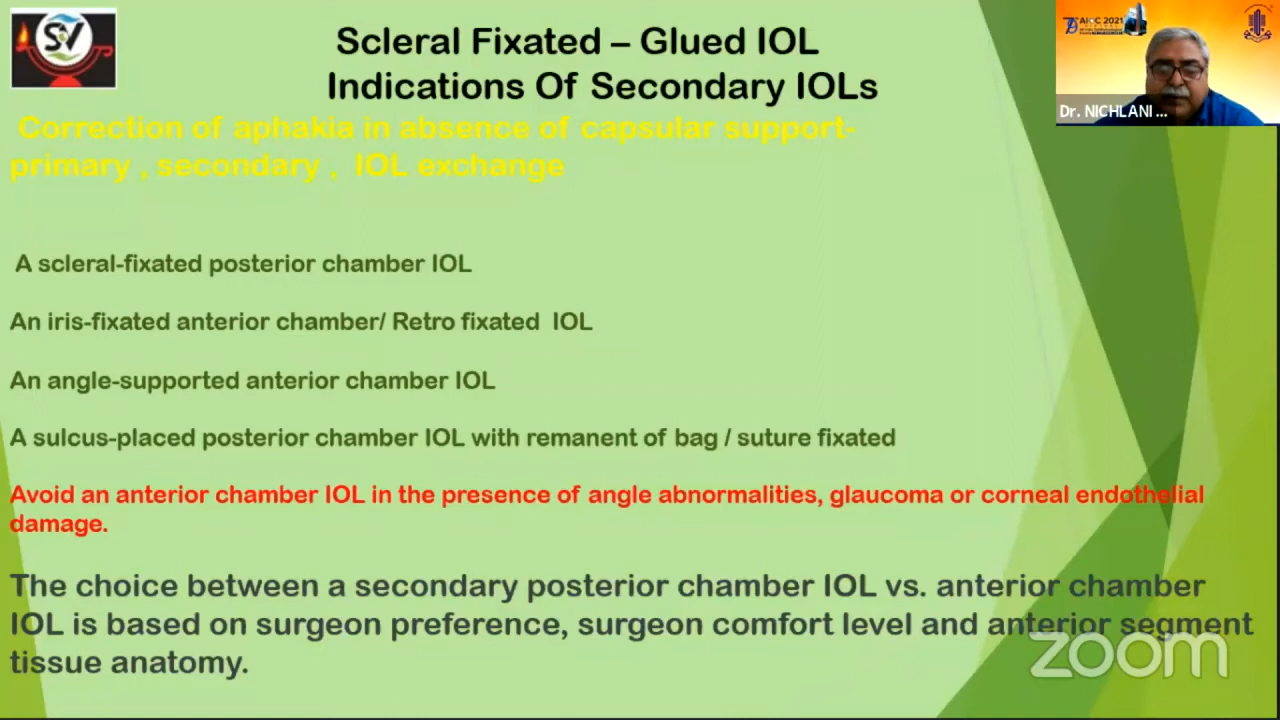 SV
Scleral Fixated – Glued IOL
Indications Of Secondary IOLs
Correction of aphakia in absence of capsular support-
primary , secondary , IOL exchange
A scleral-fixated posterior chamber IOL
An iris-fixated anterior chamber/ Retro fixated IOL
An angle-supported anterior chamber IOL
A sulcus-placed posterior chamber IOL with remanent of bag / suture fixated
Avoid an anterior chamber IOL in the presence of angle abnormalities, glaucoma or corneal endothelial
damage.
The choice between a secondary posterior chamber IOL vs. anterior chamber
IOL is based on surgeon preference, surgeon comfort level and anterior segment
tissue anatomy.
AIOC 2021
Dr. NICHLANI ...
zoom